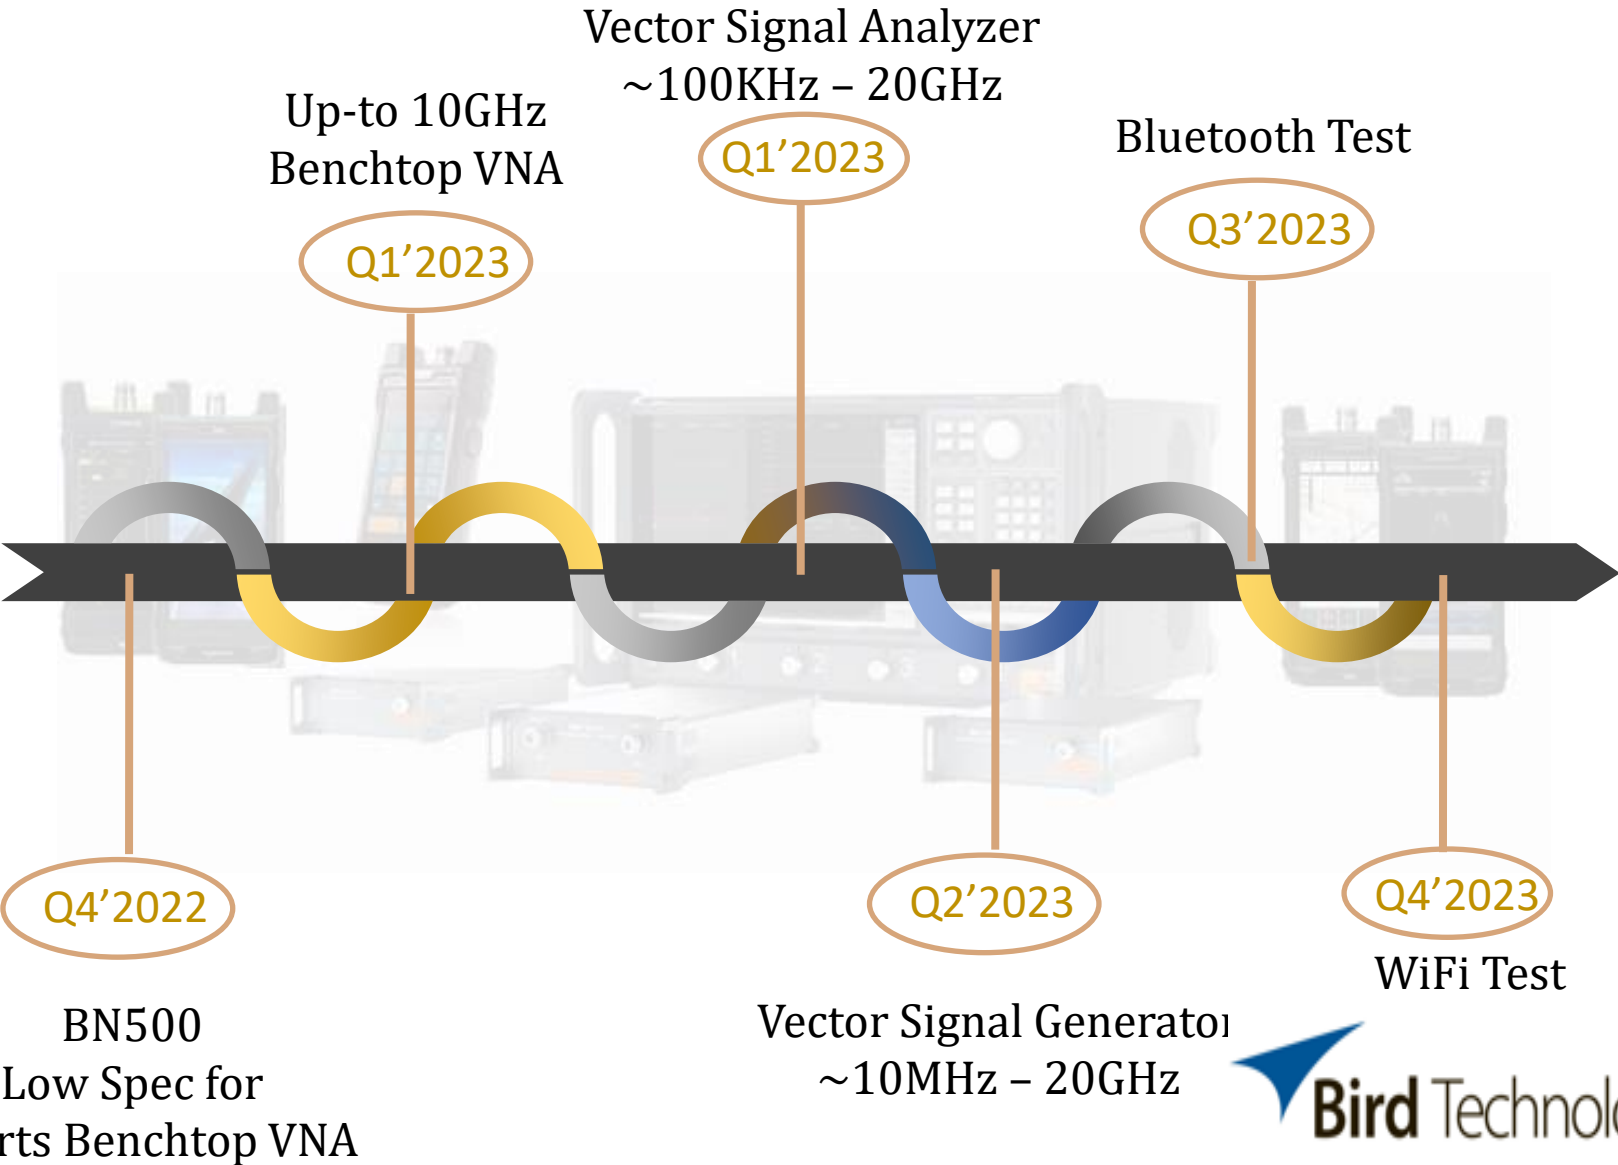 Vector Signal Analyzer
~100KHz – 20GHz
Q1’2023
Up-to 10GHz
Benchtop VNA
Q1’2023
Bluetooth Test
Q3’2023
Q4’2022
BN500
Low Spec for
rts Benchtop VNA
Q2’2023
Vector Signal Generator
~10MHz – 20GHz
Q4’2023
WiFi Test
Bird Technolo